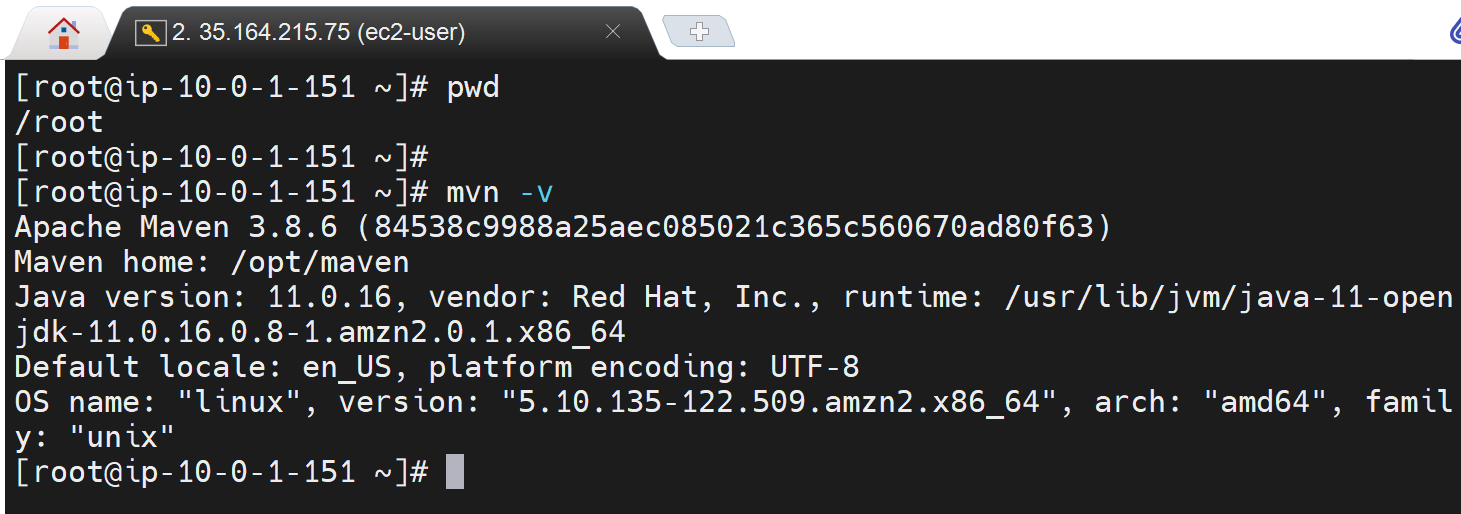 2. 35.164.215.75 (ec2-user)
[root@ip-10-0-1-151 ~]# pwd
/root
[root@ip-10-0-1-151 ~]#
[root@ip-10-0-1-151 ~]# mvn -v
Apache Maven 3.8.6 (84538c9988a25aec085021c365c560670ad80f63)
Maven home: /opt/maven
Java version: 11.0.16, vendor: Red Hat, Inc., runtime: /usr/lib/jvm/java-11-open
jdk-11.0.16.0.8-1.amzn2.0.1.x86_64
Default locale: en_US, platform encoding: UTF-8
OS name: "linux", version: "5.10.135-122.509.amzn2.x86_64", arch: "amd64", famil
y: "unix"
[root@ip-10-0-1-151 ~]#